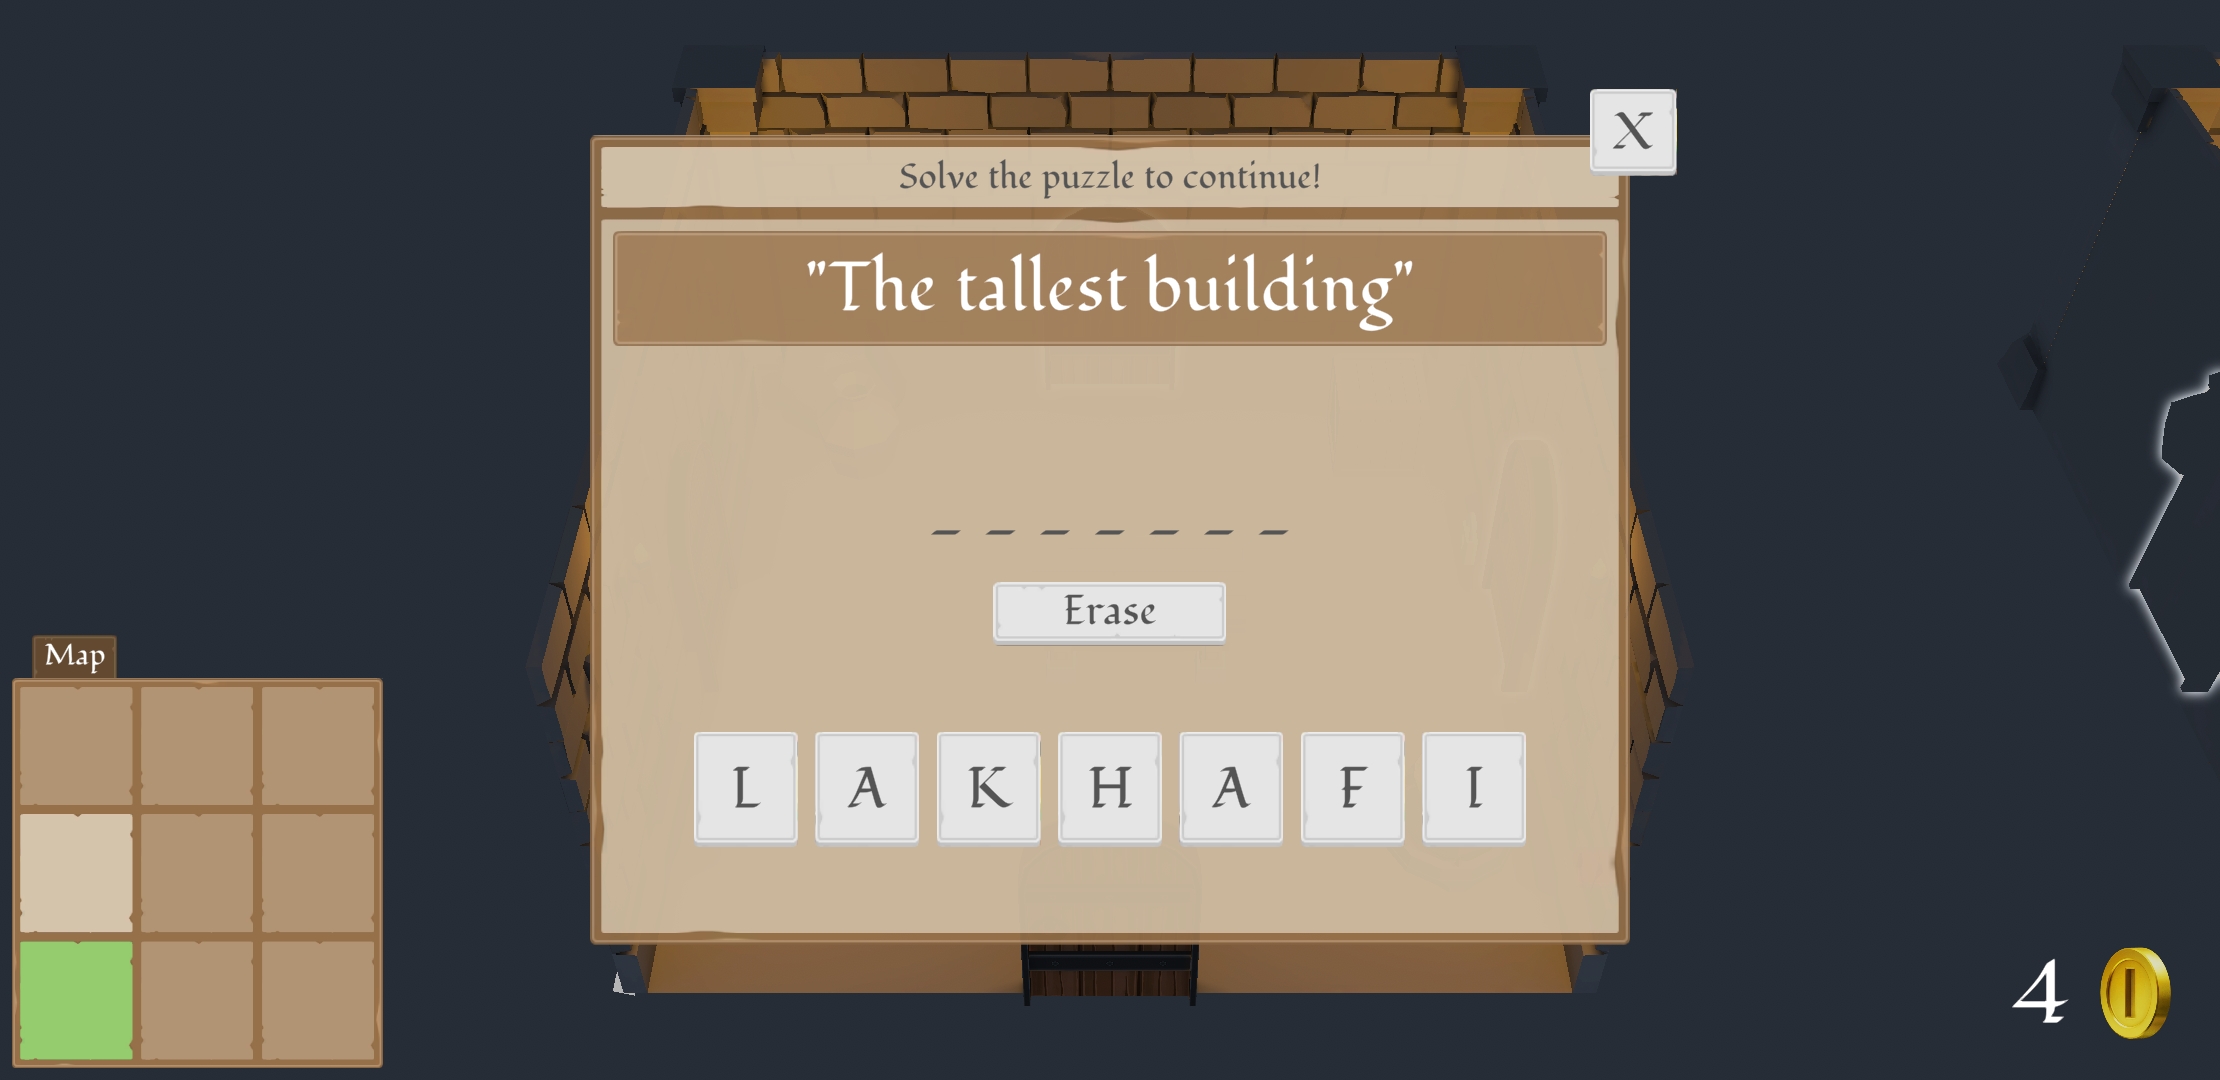 X
Solve the puzzle to continue!
"The tallest building"
_ _ _ _ _ _ _
Erase
Map
L A K H A F I
4